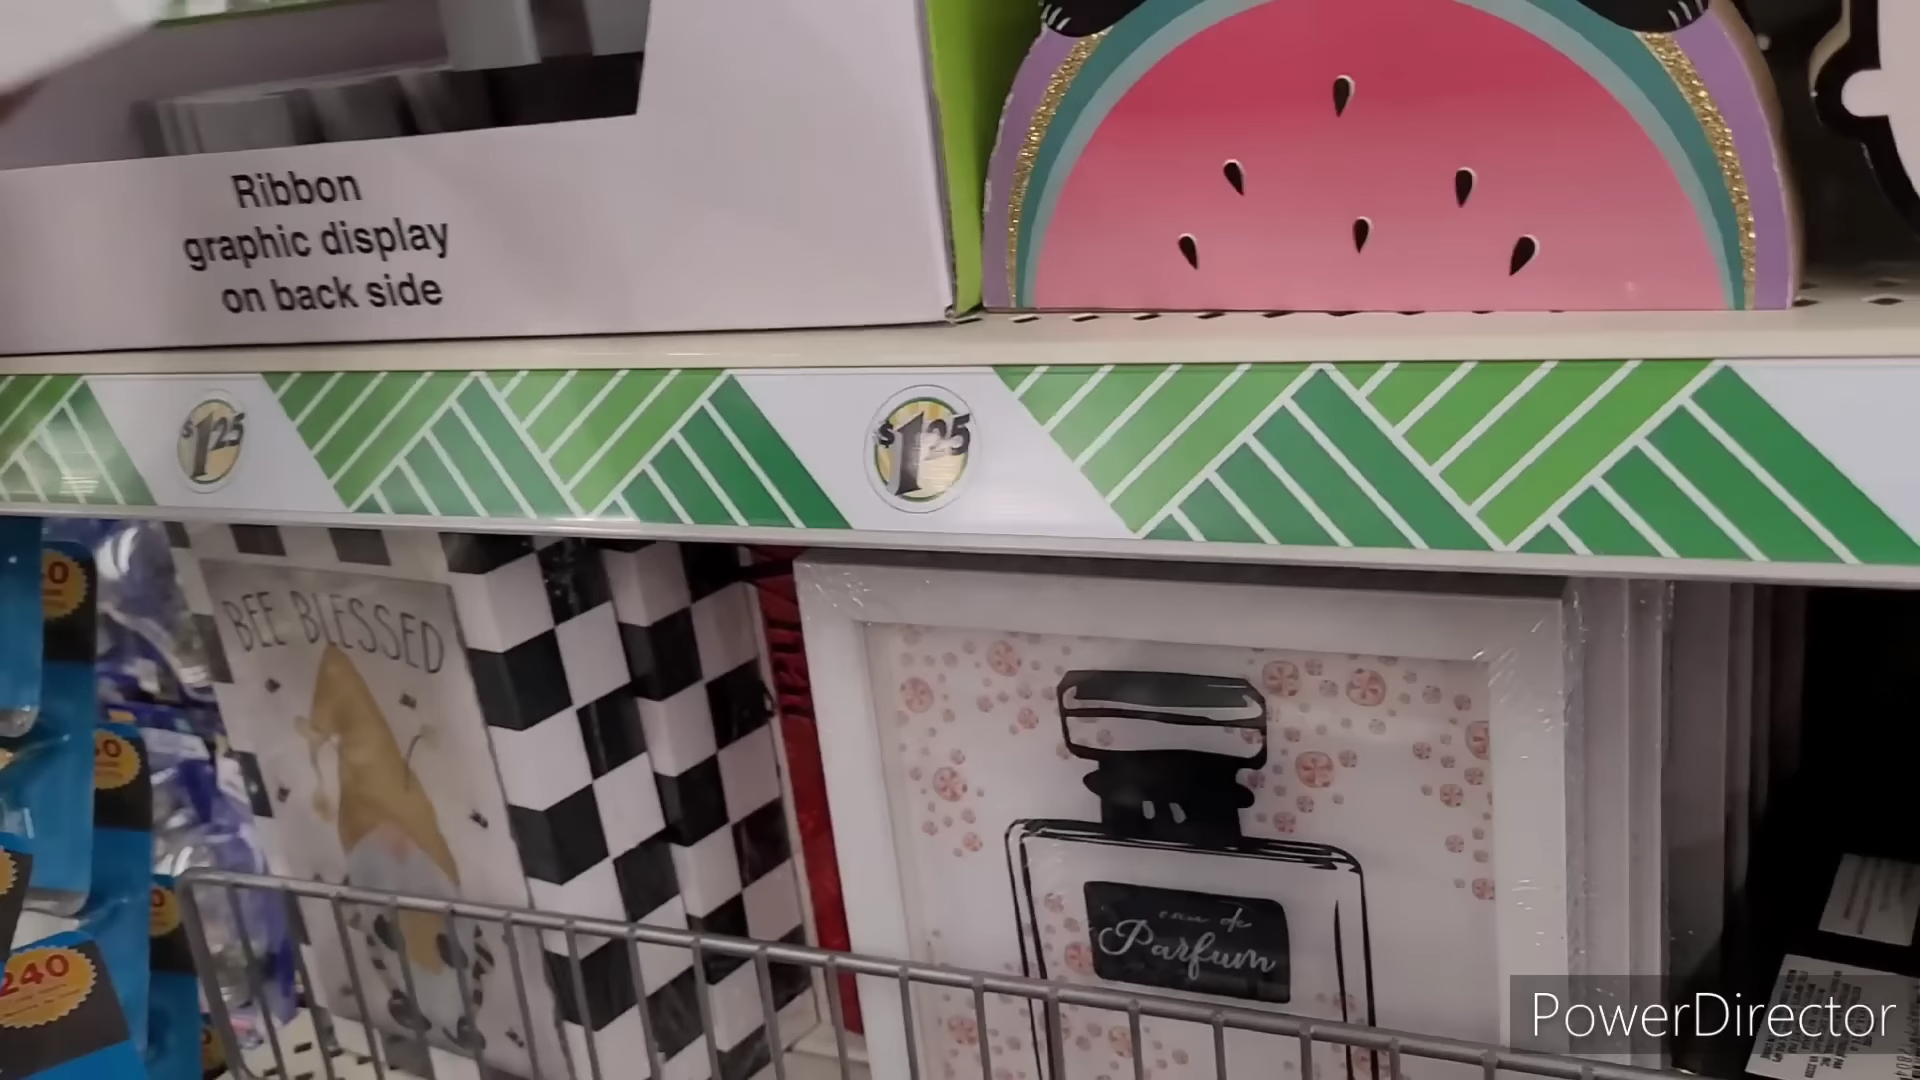 Ribbon
graphic display
on back side
$1.25
$1.25
BEE BLESSED
eau de
Parfum
240
PowerDirector